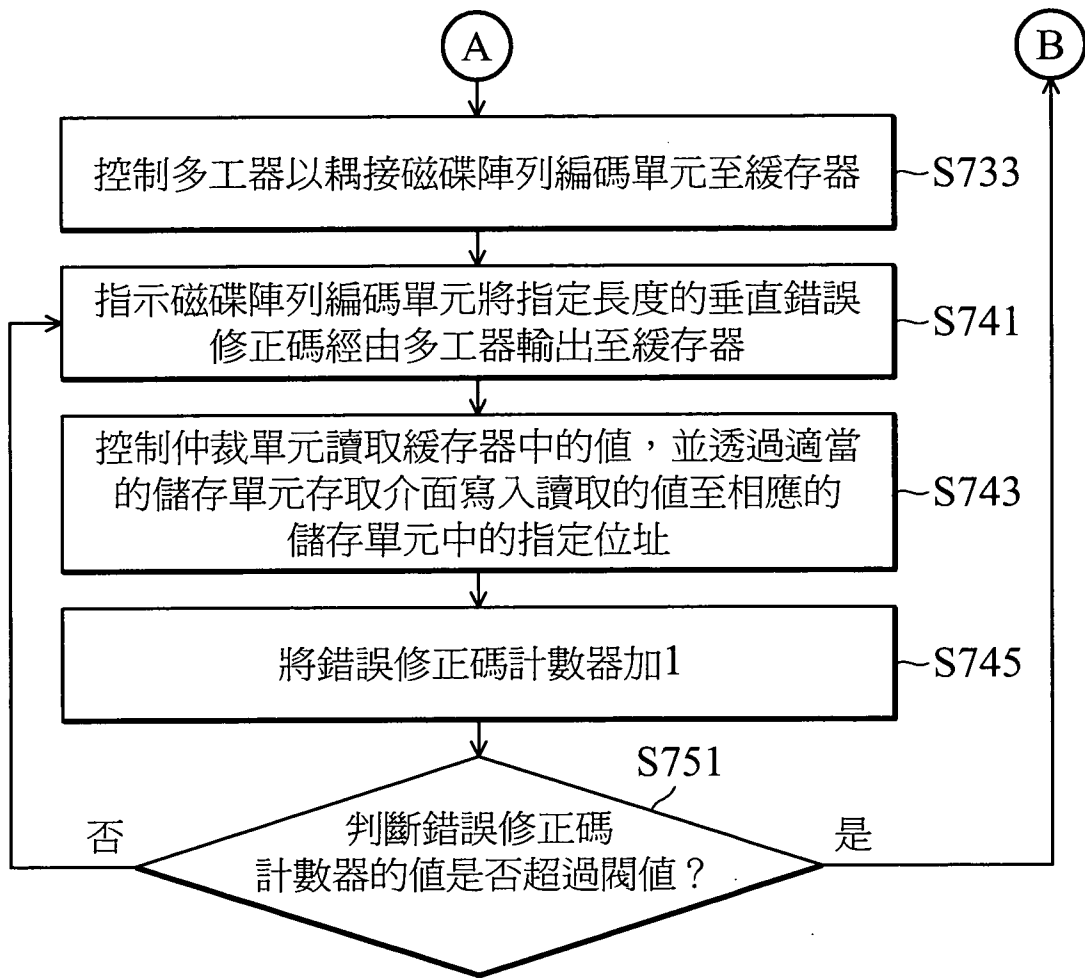 A
B
控制多工器以耦接磁碟陣列編碼單元至緩存器
S733
指示磁碟陣列編碼單元將指定長度的垂直錯誤
修正碼經由多工器輸出至緩存器
S741
控制仲裁單元讀取緩存器中的值，並透過適當
的儲存單元存取介面寫入讀取的值至相應的
儲存單元中的指定位址
S743
將錯誤修正碼計數器加1
S745
S751
判斷錯誤修正碼
計數器的值是否超過閥值？
否
是